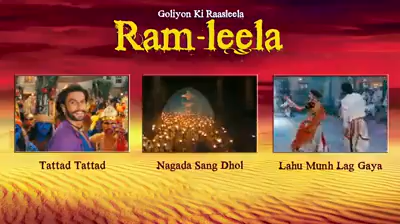 Goliyon Ki Raasleela
Ram-leela
Tattad Tattad
Nagada Sang Dhol
Lahu Munh Lag Gaya